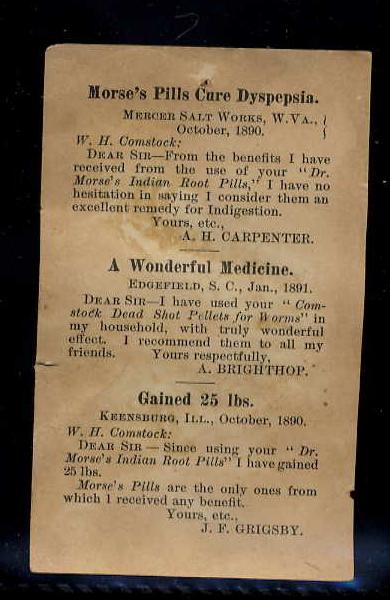 Morse's Pills Cure Dyspepsia.
MERCER SALT WORKS, W.VA.,
October, 1890.
W. H. Comstock:
DEAR SIR—From the benefits I have
received from the use of your "Dr.
Morse's Indian Root Pills," I have no
hesitation in saying I consider them an
excellent remedy for Indigestion.
Yours, etc.,
A. H. CARPENTER.
A Wonderful Medicine.
EDGEFIELD, S. C., Jan., 1891.
DEAR SIR—I have used your "Com-
stock Dead Shot Pellets for Worms" in
my household, with truly wonderful
effect. I recommend them to all my
friends. Yours respectfully,
A. BRIGHTHOP.
Gained 25 lbs.
KEENSBURG, ILL., October, 1890.
W. H. Comstock:
DEAR SIR—Since using your "Dr.
Morse's Indian Root Pills" I have gained
25 lbs.
Morse's Pills are the only ones from
which I received any benefit.
Yours, etc.,
J. F. GRIGSBY.